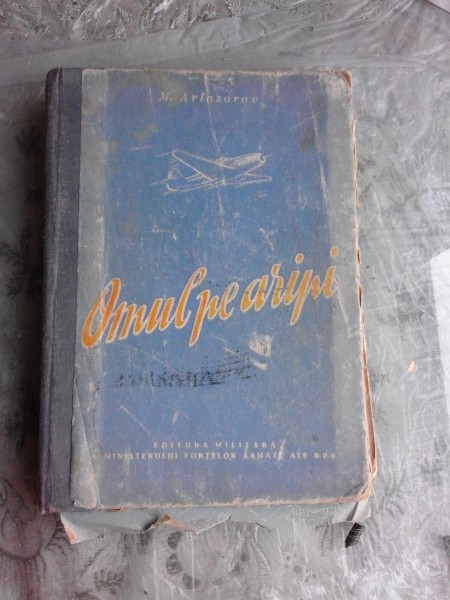 M. Arlazorov
Omul pe aripi
EDITURA MILITARĂ
A MINISTERULUI FORȚELOR ARMATE ALE R.P.R.